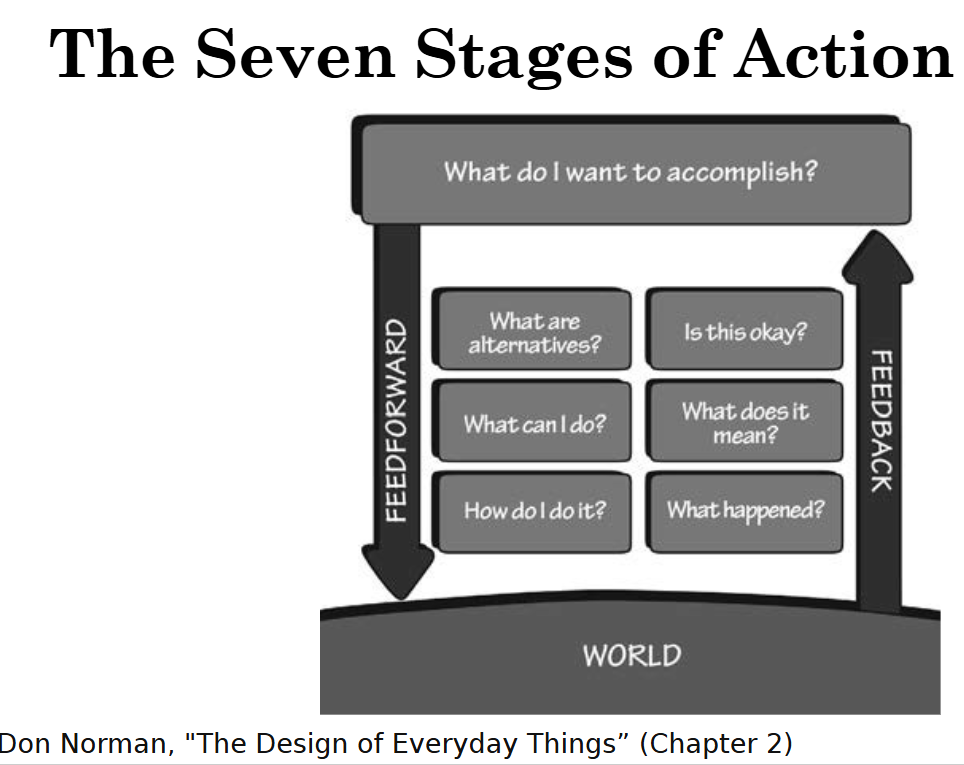 The Seven Stages of Action
What do I want to accomplish?
FEEDFORWARD
What are
alternatives?
What can I do?
How do I do it?
Is this okay?
What does it
mean?
What happened?
FEEDBACK
WORLD
Don Norman, "The Design of Everyday Things” (Chapter 2)